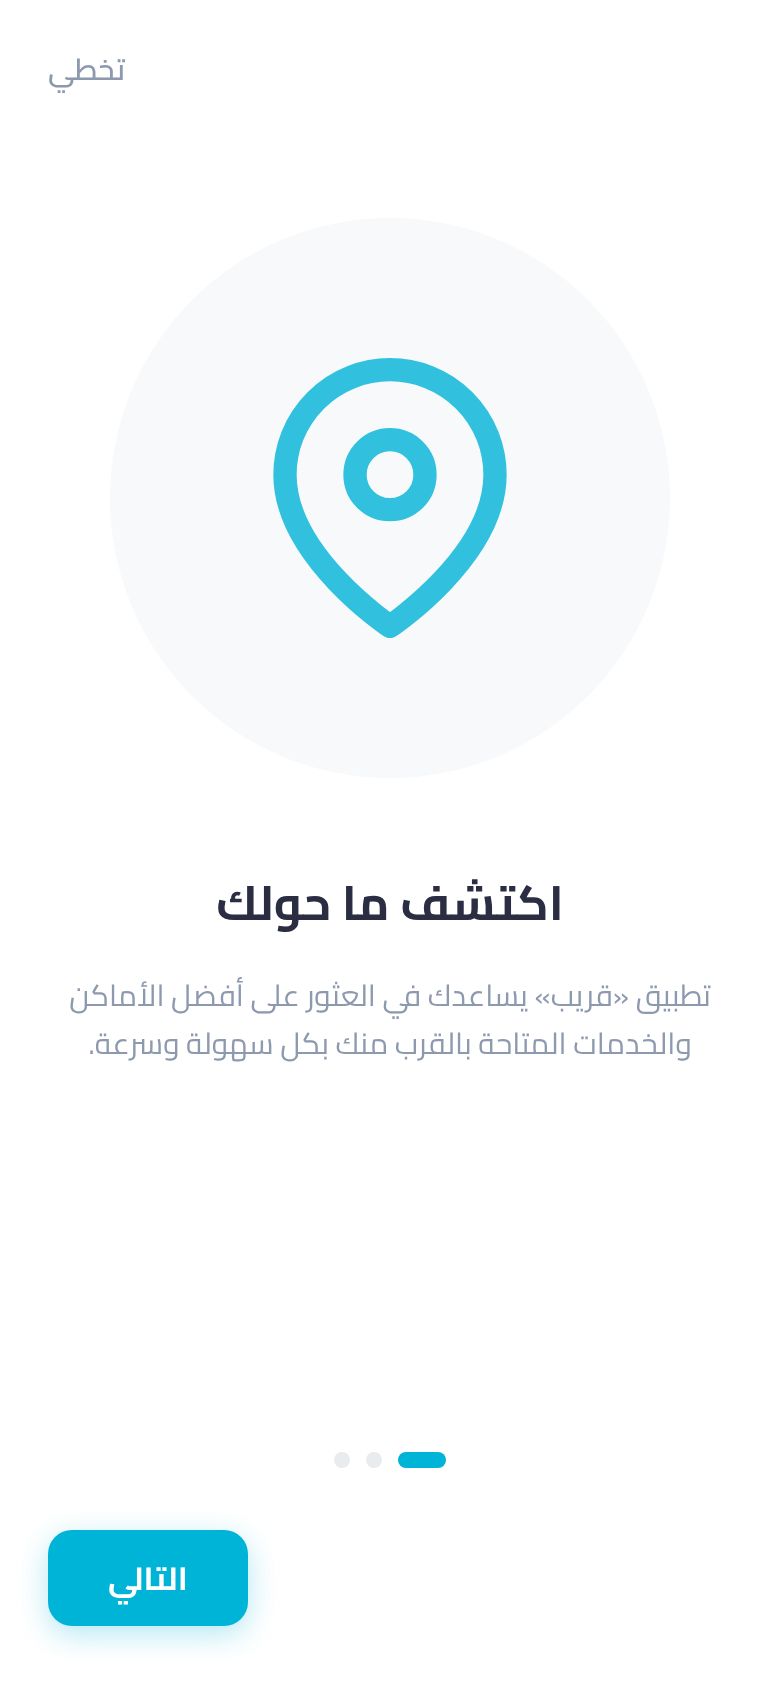 تخطي
اكتشف ما حولك
تطبيق «قريب» يساعدك في العثور على أفضل الأماكن
والخدمات المتاحة بالقرب منك بكل سهولة وسرعة.
التالي